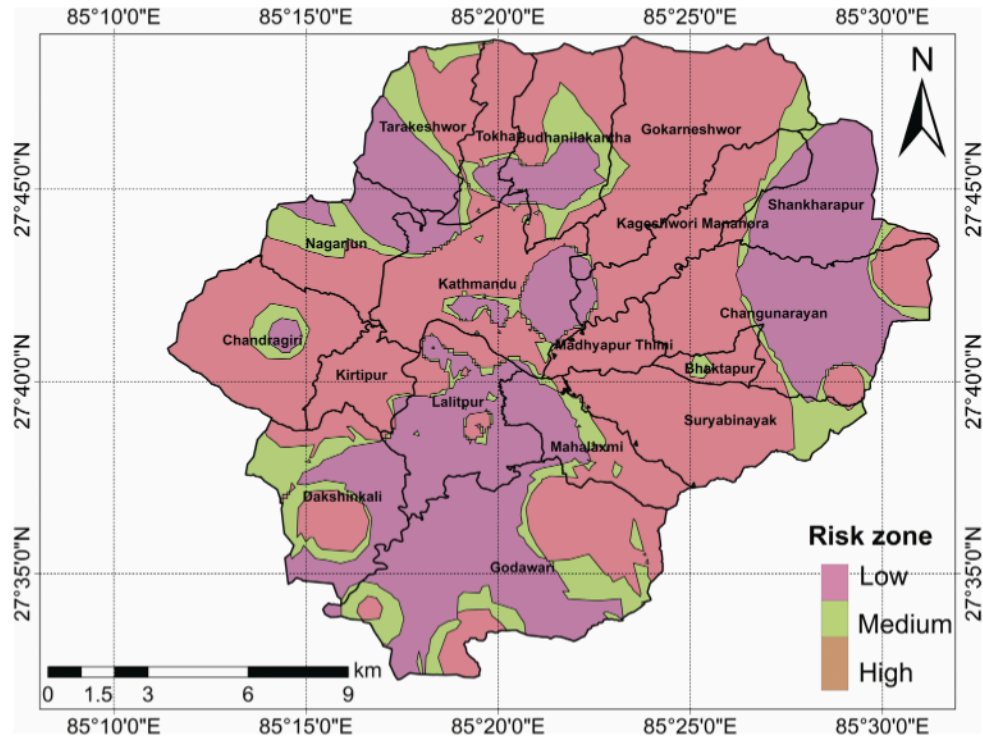 85°10'0"E 85°15'0"E 85°20'0"E 85°25'0"E 85°30'0"E
N
Tarakeshwor
Tokha
Budhanilakantha
Gokarneshwor
27°45'0"N
27°45'0"N
Shankharapur
Kageshwori Manahora
Nagarjun
Kathmandu
Changunarayan
Chandragiri
Madhyapur Thimi
Bhaktapur
27°40'0"N
27°40'0"N
Kirtipur
Lalitpur
Suryabinayak
Mahalaxmi
Dakshinkali
Godawari
27°35'0"N
27°35'0"N
Risk zone
Low
Medium
High
km
0 1.5 3 6 9
85°10'0"E 85°15'0"E 85°20'0"E 85°25'0"E 85°30'0"E